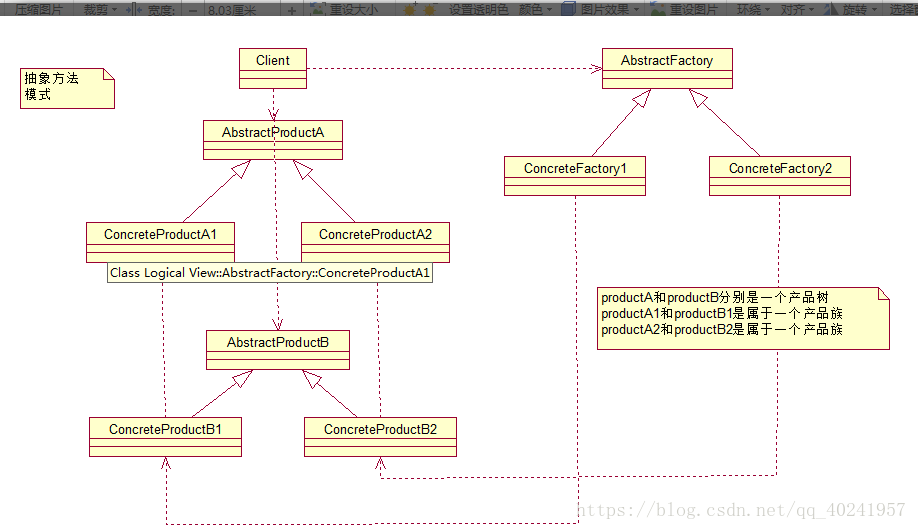 压缩图片 裁剪 宽度: 8.03厘米 重设大小 设置透明色 颜色 图片效果 重设图片 环绕 对齐 旋转 选择
抽象方法
模式
Client
AbstractFactory
AbstractProductA
ConcreteFactory1
ConcreteFactory2
ConcreteProductA1
ConcreteProductA2
Class Logical View::AbstractFactory::ConcreteProductA1
productA和productB分别是一个产品树
productA1和productB1是属于一个产品族
productA2和productB2是属于一个产品族
AbstractProductB
ConcreteProductB1
ConcreteProductB2
https://blog.csdn.net/qq_40241957